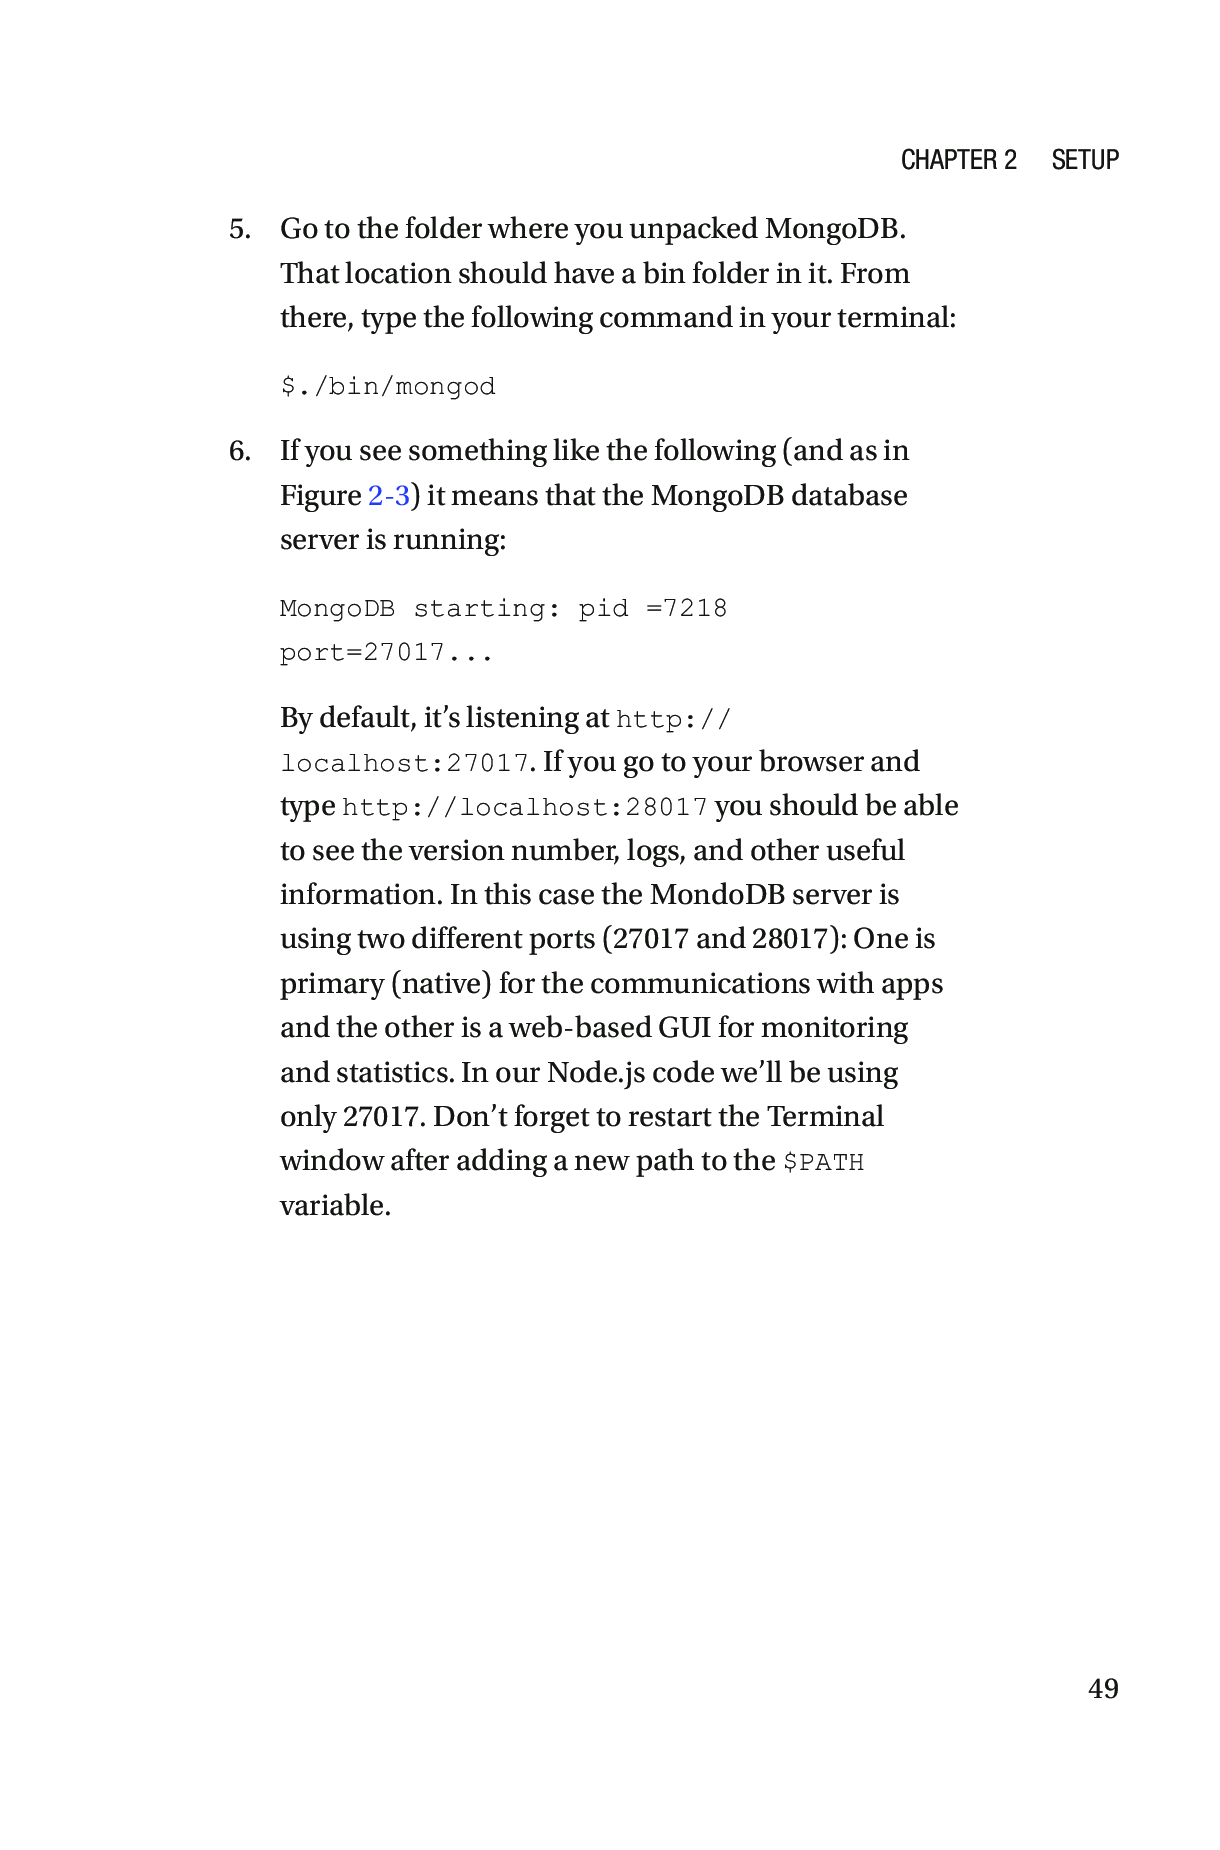 CHAPTER 2 SETUP
5. Go to the folder where you unpacked MongoDB.
That location should have a bin folder in it. From
there, type the following command in your terminal:
$./bin/mongod
6. If you see something like the following (and as in
Figure 2-3) it means that the MongoDB database
server is running:
MongoDB starting: pid =7218
port=27017...
By default, it’s listening at http://
localhost:27017. If you go to your browser and
type http://localhost:28017 you should be able
to see the version number, logs, and other useful
information. In this case the MondoDB server is
using two different ports (27017 and 28017): One is
primary (native) for the communications with apps
and the other is a web-based GUI for monitoring
and statistics. In our Node.js code we’ll be using
only 27017. Don’t forget to restart the Terminal
window after adding a new path to the $PATH
variable.
49